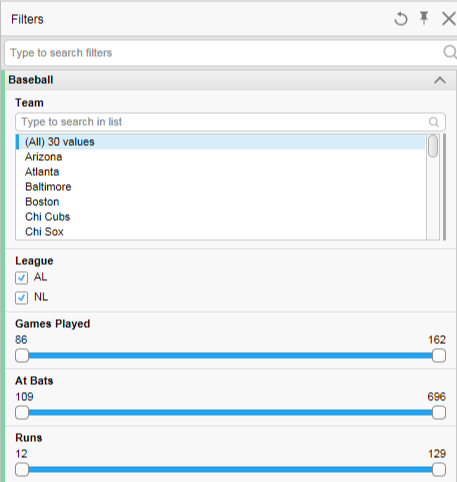 Filters
Type to search filters
Baseball
Team
Type to search in list
(All) 30 values
Arizona
Atlanta
Baltimore
Boston
Chi Cubs
Chi Sox
League
AL
NL
Games Played
86 162
At Bats
109 696
Runs
12 129